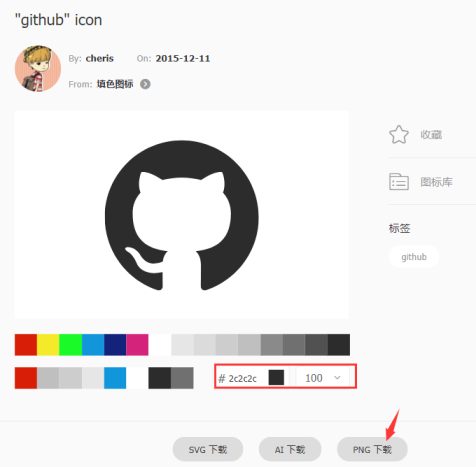 "github" icon
By: cheris On: 2015-12-11
From: 填色图标
收藏
图标库
标签
github
# 2c2c2c 100
SVG 下载 AI 下载 PNG 下载